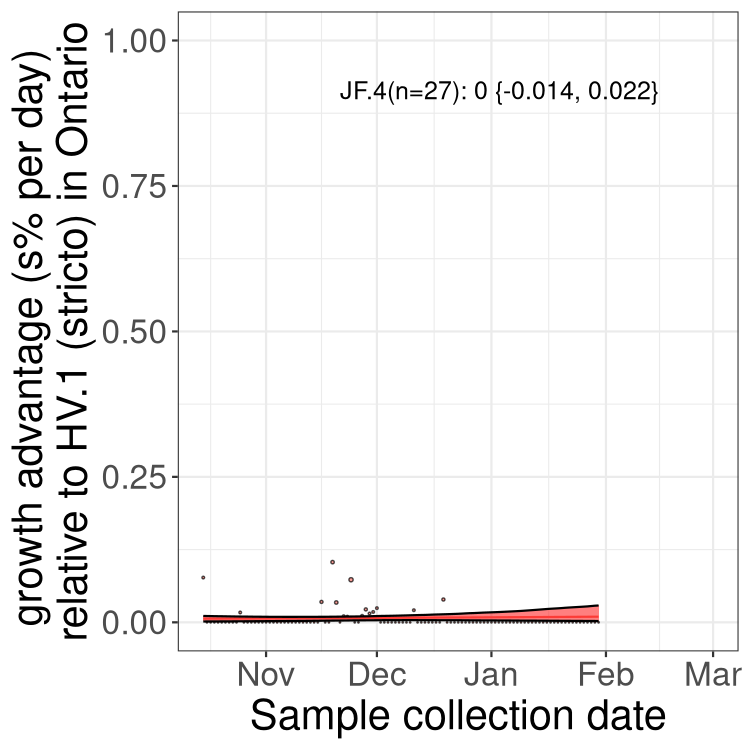 growth advantage (s% per day)
relative to HV.1 (stricto) in Ontario
1.00
0.75
0.50
0.25
0.00
JF.4(n=27): 0 {-0.014, 0.022}
Nov Dec Jan Feb Mar
Sample collection date